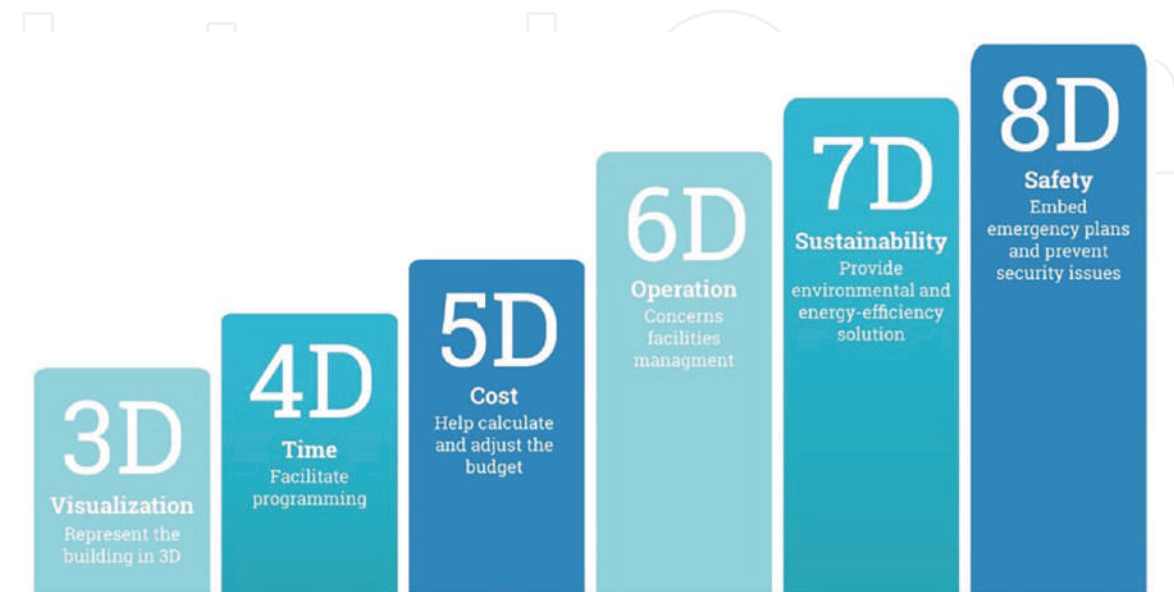 3D
Visualization
Represent the
building in 3D
4D
Time
Facilitate
programming
5D
Cost
Help calculate
and adjust the
budget
6D
Operation
Concerns
facilities
managment
7D
Sustainability
Provide
environmental and
energy-efficiency
solution
8D
Safety
Embed
emergency plans
and prevent
security issues